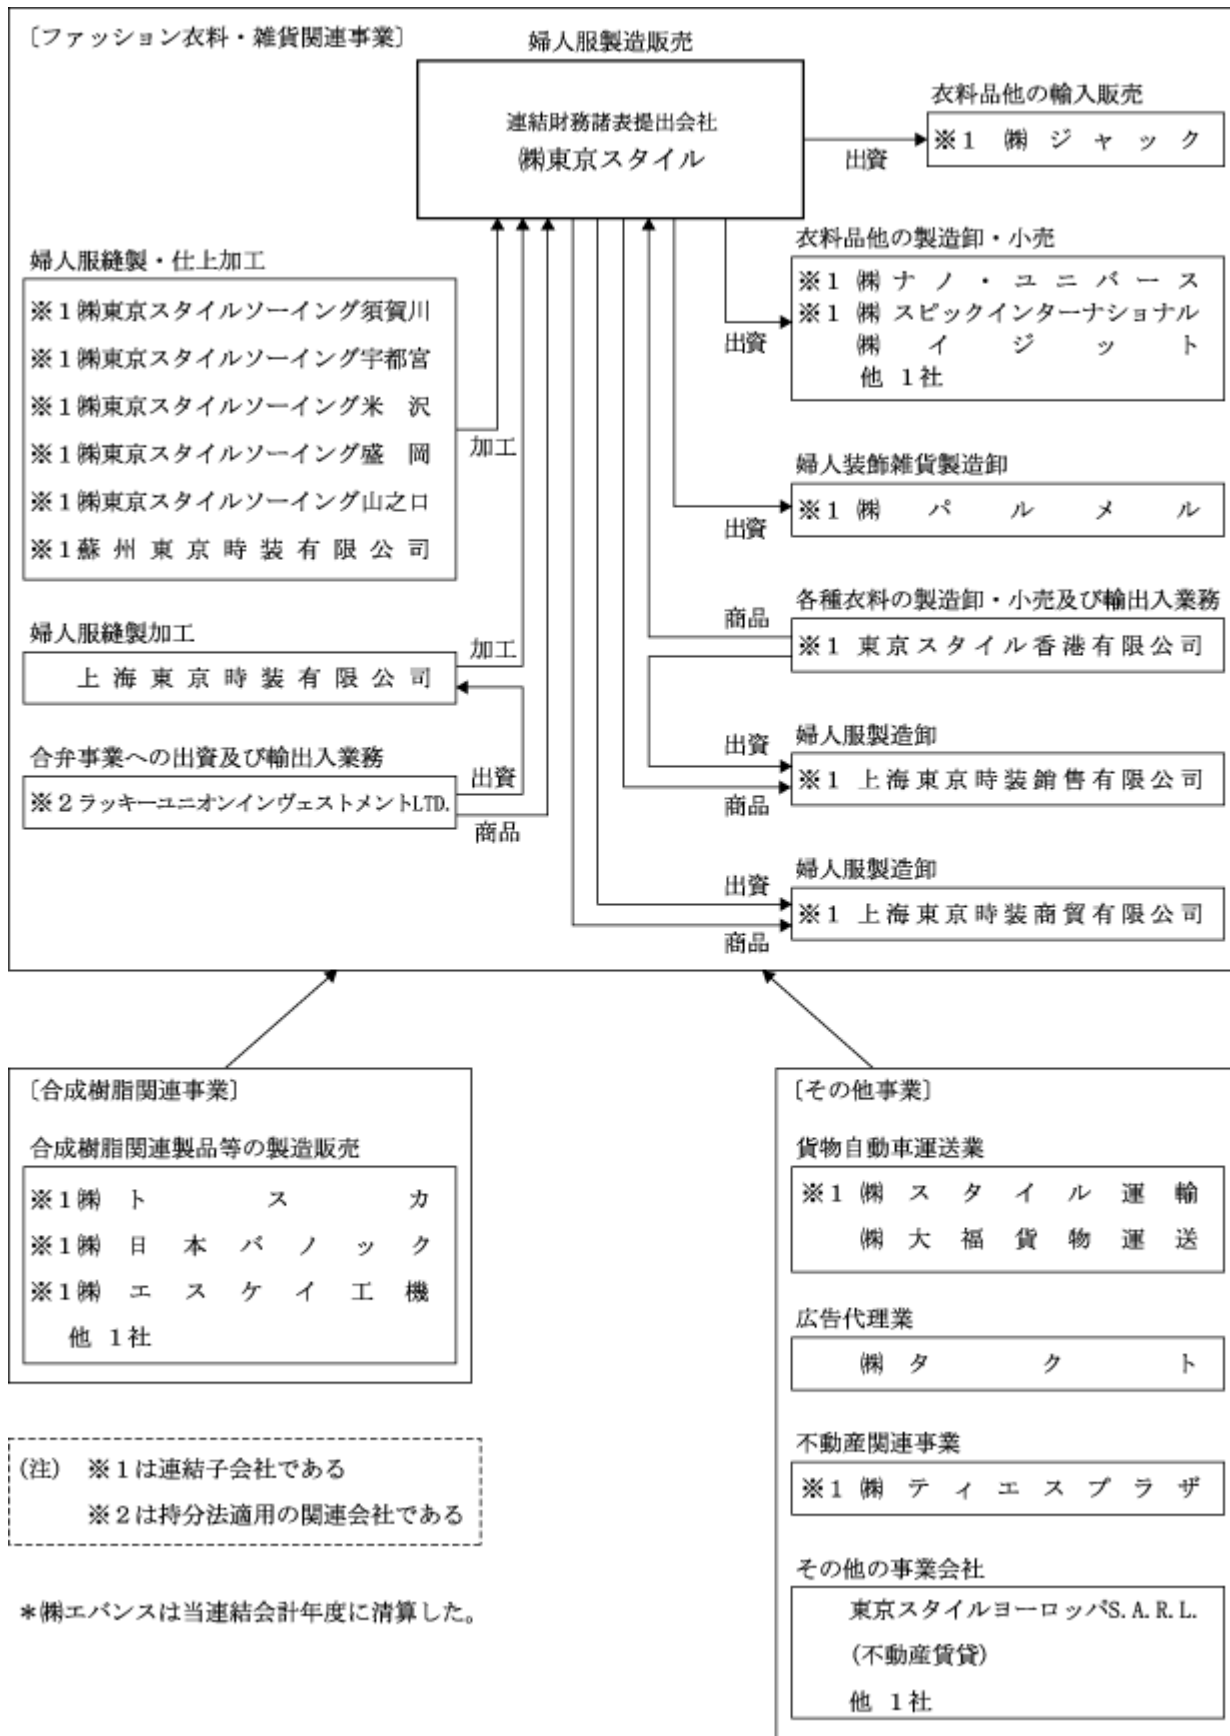 〔ファッション衣料・雑貨関連事業〕
婦人服製造販売
連結財務諸表提出会社
㈱東京スタイル
衣料品他の輸入販売
※1 ㈱ジャック
出資
婦人服縫製・仕上加工
※1㈱東京スタイルソーイング須賀川
※1㈱東京スタイルソーイング宇都宮
※1㈱東京スタイルソーイング米沢
※1㈱東京スタイルソーイング盛岡
※1㈱東京スタイルソーイング山之口
※1蘇州東京時装有限公司
加工
婦人服縫製加工
上海東京時装有限公司
加工
合弁事業への出資及び輸出入業務
※2ラッキーユニオンインヴェストメントLTD.
出資
商品
衣料品他の製造卸・小売
※1 ㈱ナノ・ユニバース
※1 ㈱スピックインターナショナル
㈱イジット
他 1社
出資
婦人装飾雑貨製造卸
※1 ㈱パルメル
出資
各種衣料の製造卸・小売及び輸出入業務
※1 東京スタイル香港有限公司
商品
婦人服製造卸
※1 上海東京時装銷售有限公司
出資
商品
婦人服製造卸
※1 上海東京時装商貿有限公司
出資
商品
〔合成樹脂関連事業〕
合成樹脂関連製品等の製造販売
※1㈱トスカ
※1㈱日本バノック
※1㈱エスケイ工機
他 1社
〔その他事業〕
貨物自動車運送業
※1 ㈱スタイル運輸
㈱大福貨物運送
広告代理業
㈱タクト
不動産関連事業
※1 ㈱ティエスプラザ
その他の事業会社
東京スタイルヨーロッパS.A.R.L.
(不動産賃貸)
他 1社
(注) ※1は連結子会社である
※2は持分法適用の関連会社である
＊㈱エバンスは当連結会計年度に清算した。